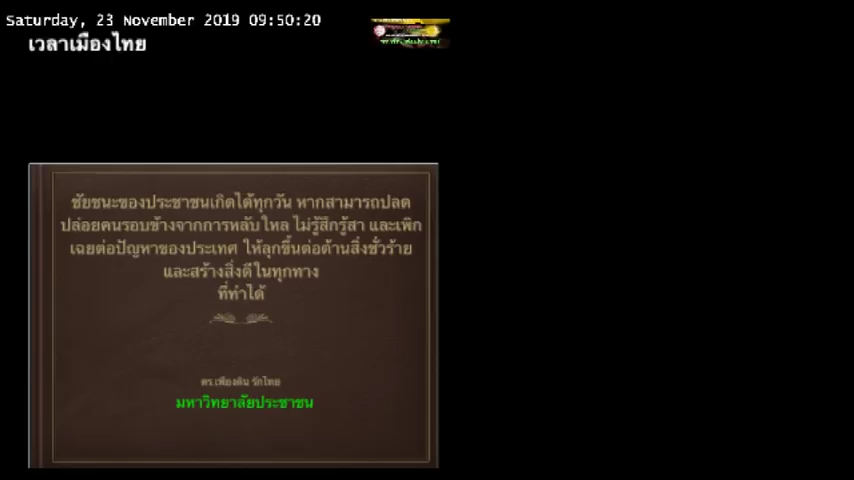 Saturday, 23 November 2019 09:50:20
เวลาเมืองไทย
ชัยชนะของประชาชนเกิดได้ทุกวัน หากสามารถปลด
ปล่อยคนรอบข้างจากการหลับใหล ไม่รู้สึกรู้สา และเพิก
เฉยต่อปัญหาของประเทศ ให้ลุกขึ้นต่อต้านสิ่งชั่วร้าย
และสร้างสิ่งดีในทุกทาง
ที่ทำได้
ดร.เพียงดิน รักไทย
มหาวิทยาลัยประชาชน